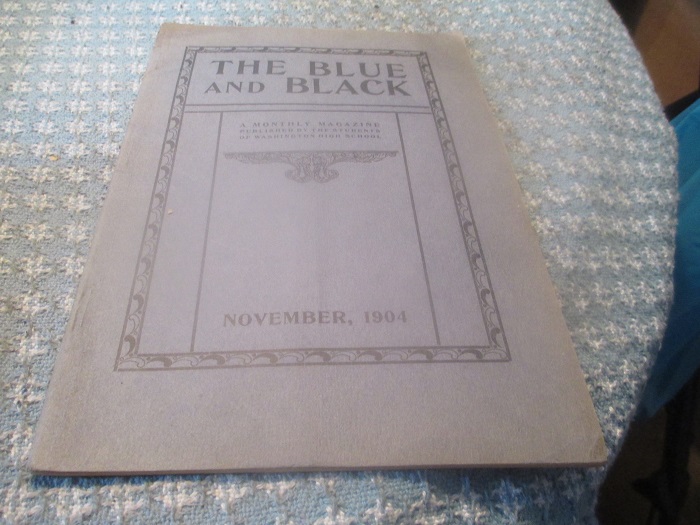 THE BLUE
AND BLACK
A MONTHLY MAGAZINE
PUBLISHED BY THE STUDENTS
OF WASHINGTON HIGH SCHOOL
NOVEMBER, 1904